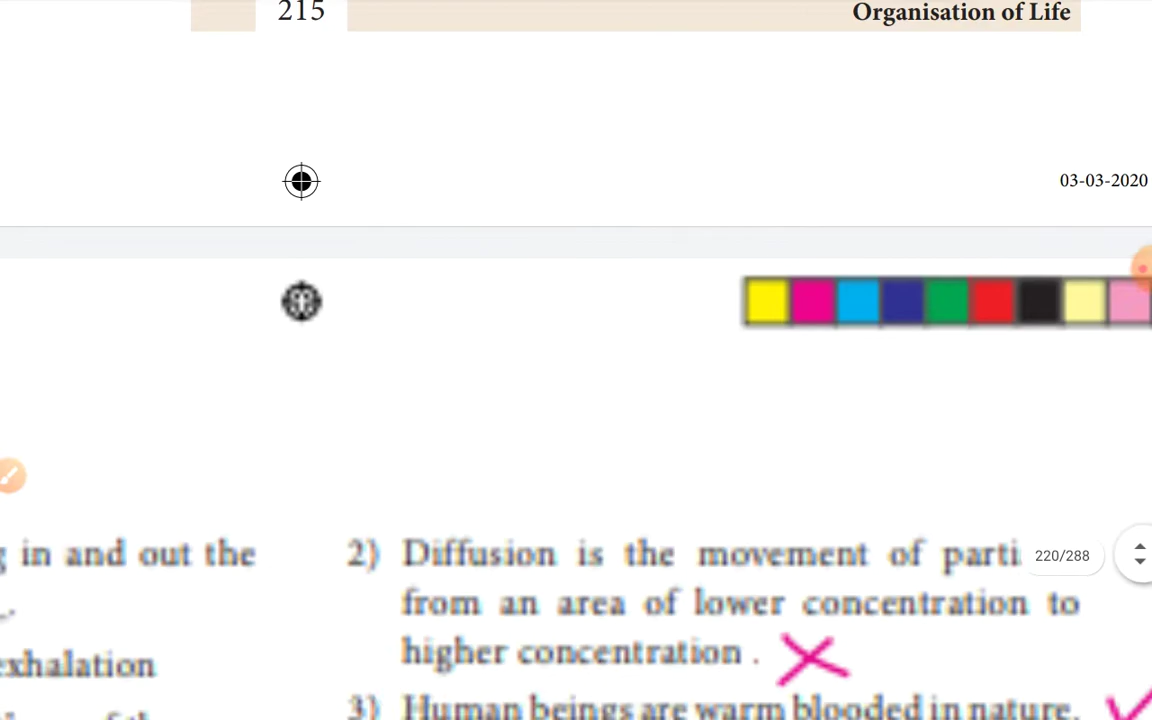 215
Organisation of Life
03-03-2020
in and out the
exhalation
2) Diffusion is the movement of parti
220/288
from an area of lower concentration to
higher concentration .
3) Human beings are warm blooded in nature.